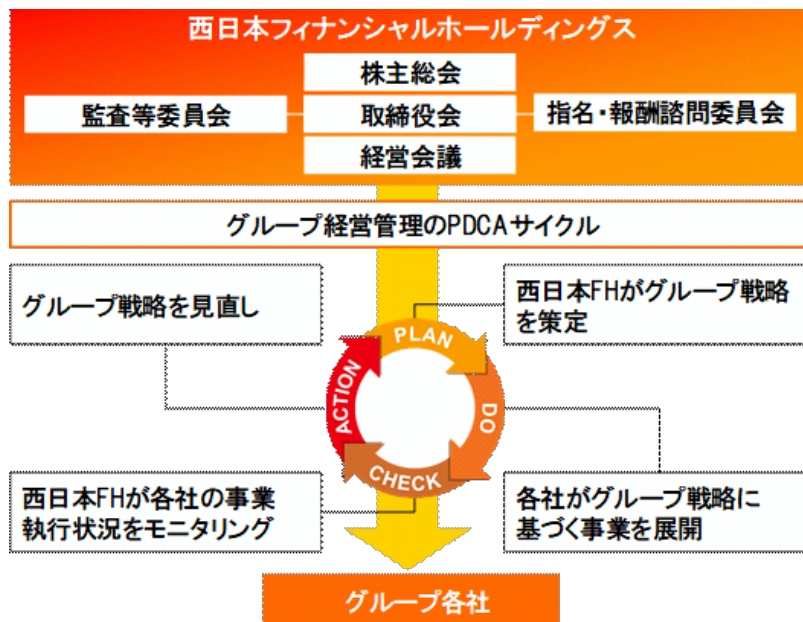 西日本フィナンシャルホールディングス
株主総会
監査等委員会
取締役会
指名・報酬諮問委員会
経営会議
グループ経営管理のPDCAサイクル
グループ戦略を見直し
西日本FHがグループ戦略
を策定
PLAN
DO
CHECK
ACTION
西日本FHが各社の事業
執行状況をモニタリング
各社がグループ戦略に
基づく事業を展開
グループ各社